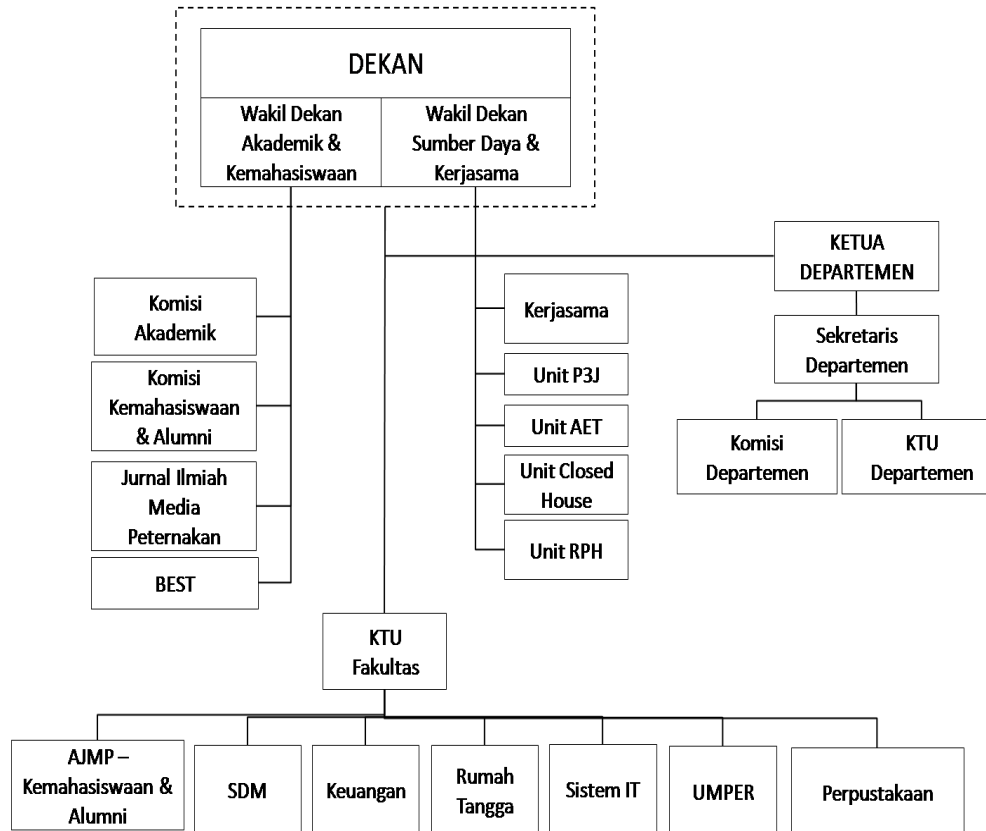 DEKAN
Wakil Dekan
Akademik &
Kemahasiswaan
Wakil Dekan
Sumber Daya &
Kerjasama
KETUA
DEPARTEMEN
Sekretaris
Departemen
Komisi
Departemen
KTU
Departemen
Komisi
Akademik
Komisi
Kemahasiswaan
& Alumni
Jurnal Ilmiah
Media
Peternakan
BEST
Kerjasama
Unit P3J
Unit AET
Unit Closed
House
Unit RPH
KTU
Fakultas
AJMP –
Kemahasiswaan &
Alumni
SDM
Keuangan
Rumah
Tangga
Sistem IT
UMPER
Perpustakaan